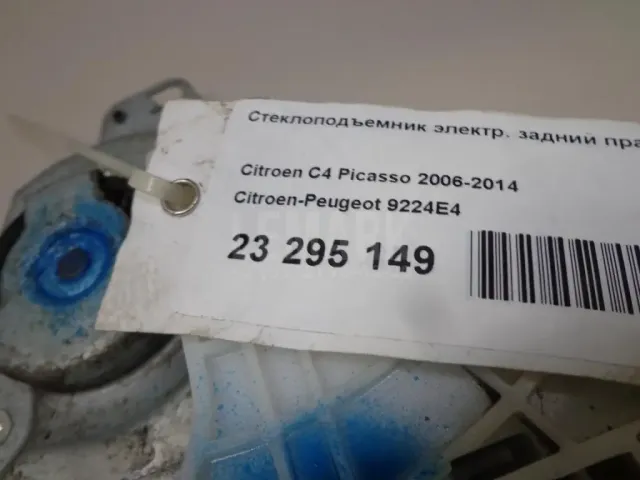 Стеклоподъемник электр. задний пра
Citroen C4 Picasso 2006-2014
Citroen-Peugeot 9224E4
23 295 149